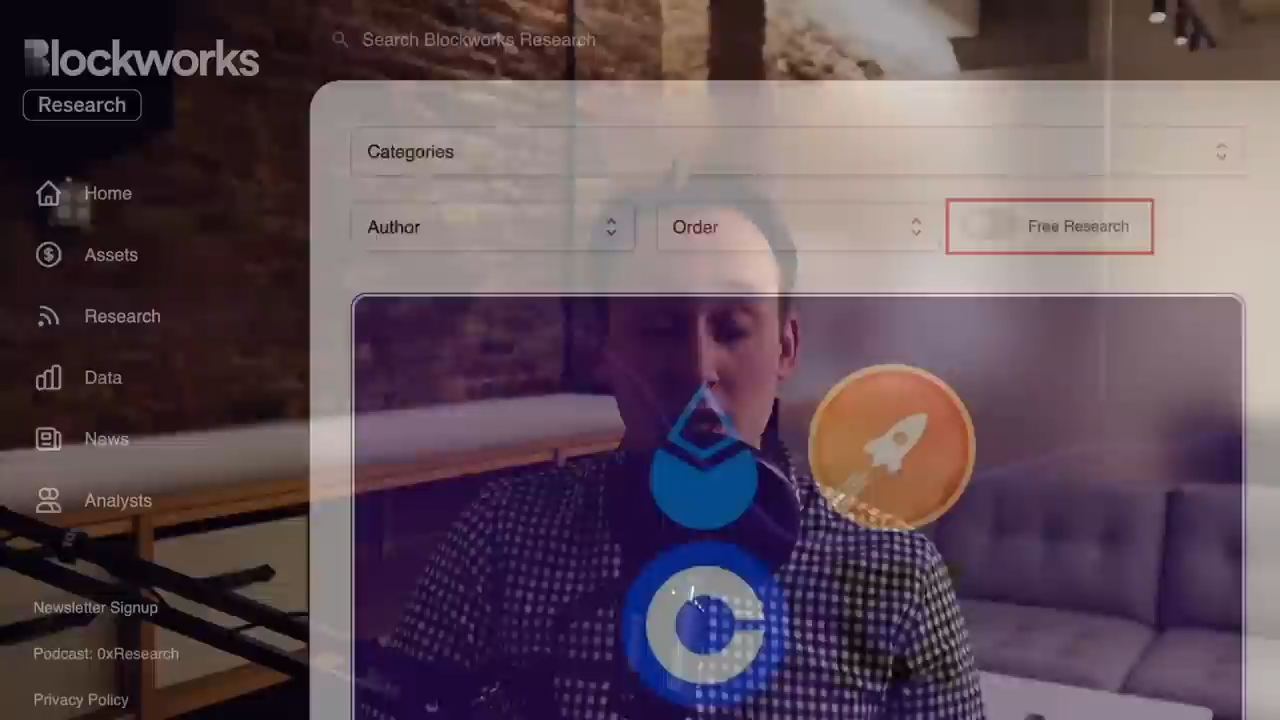 Blockworks
Research
Search Blockworks Research
Home
Assets
Research
Data
News
Analysts
Newsletter Signup
Podcast: 0xResearch
Privacy Policy
Categories
Author
Order
Free Research